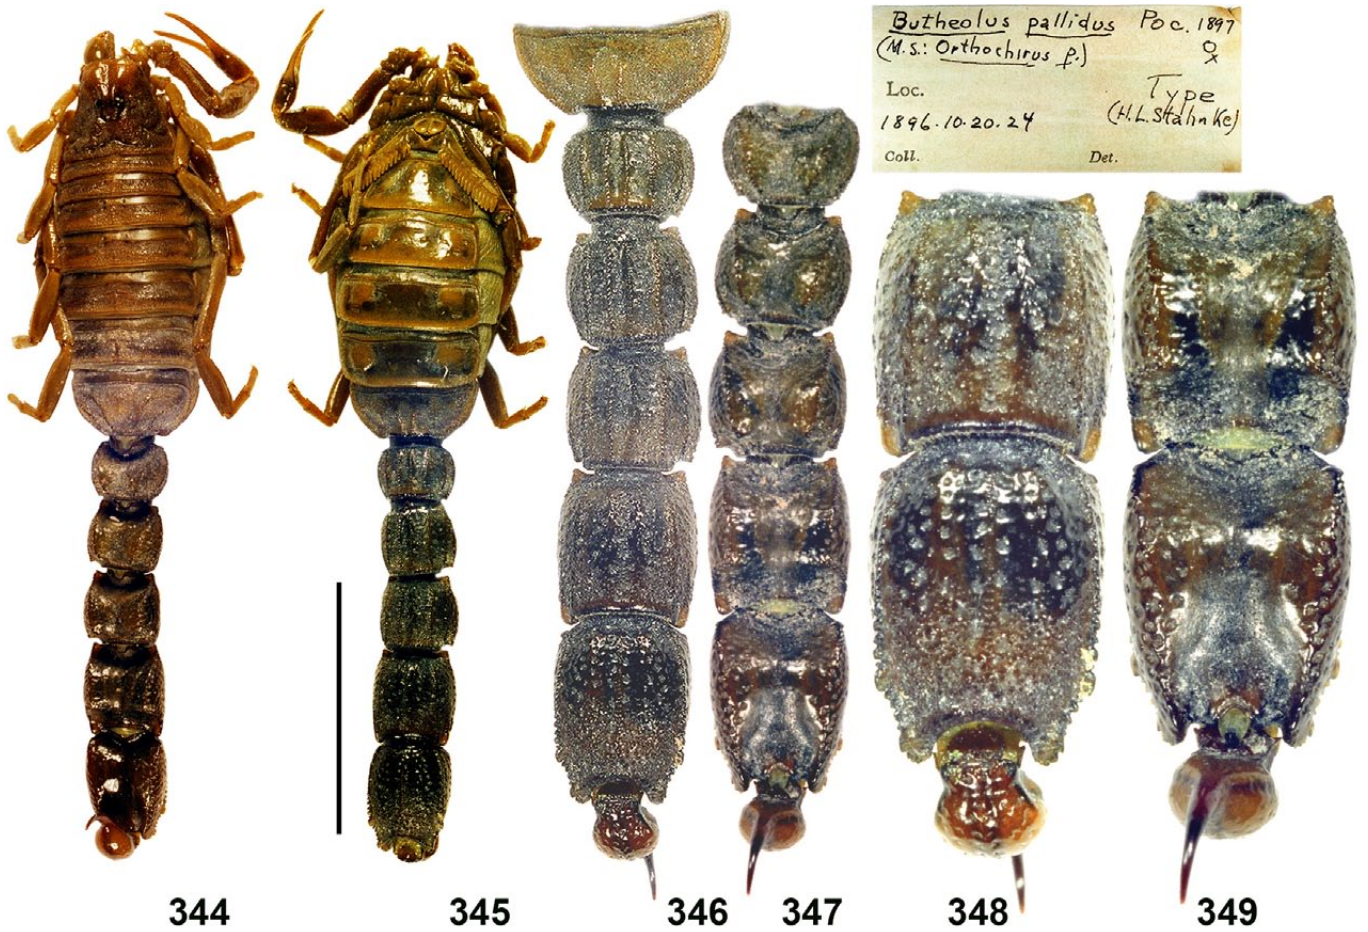 Butheolus pallidus Poc. 1897
(M.S.: Orthochirus p.) ♀
Loc. Type
1896.10.20.24 (H.L. Stahnke)
Coll. Det.
344 345 346 347 348 349